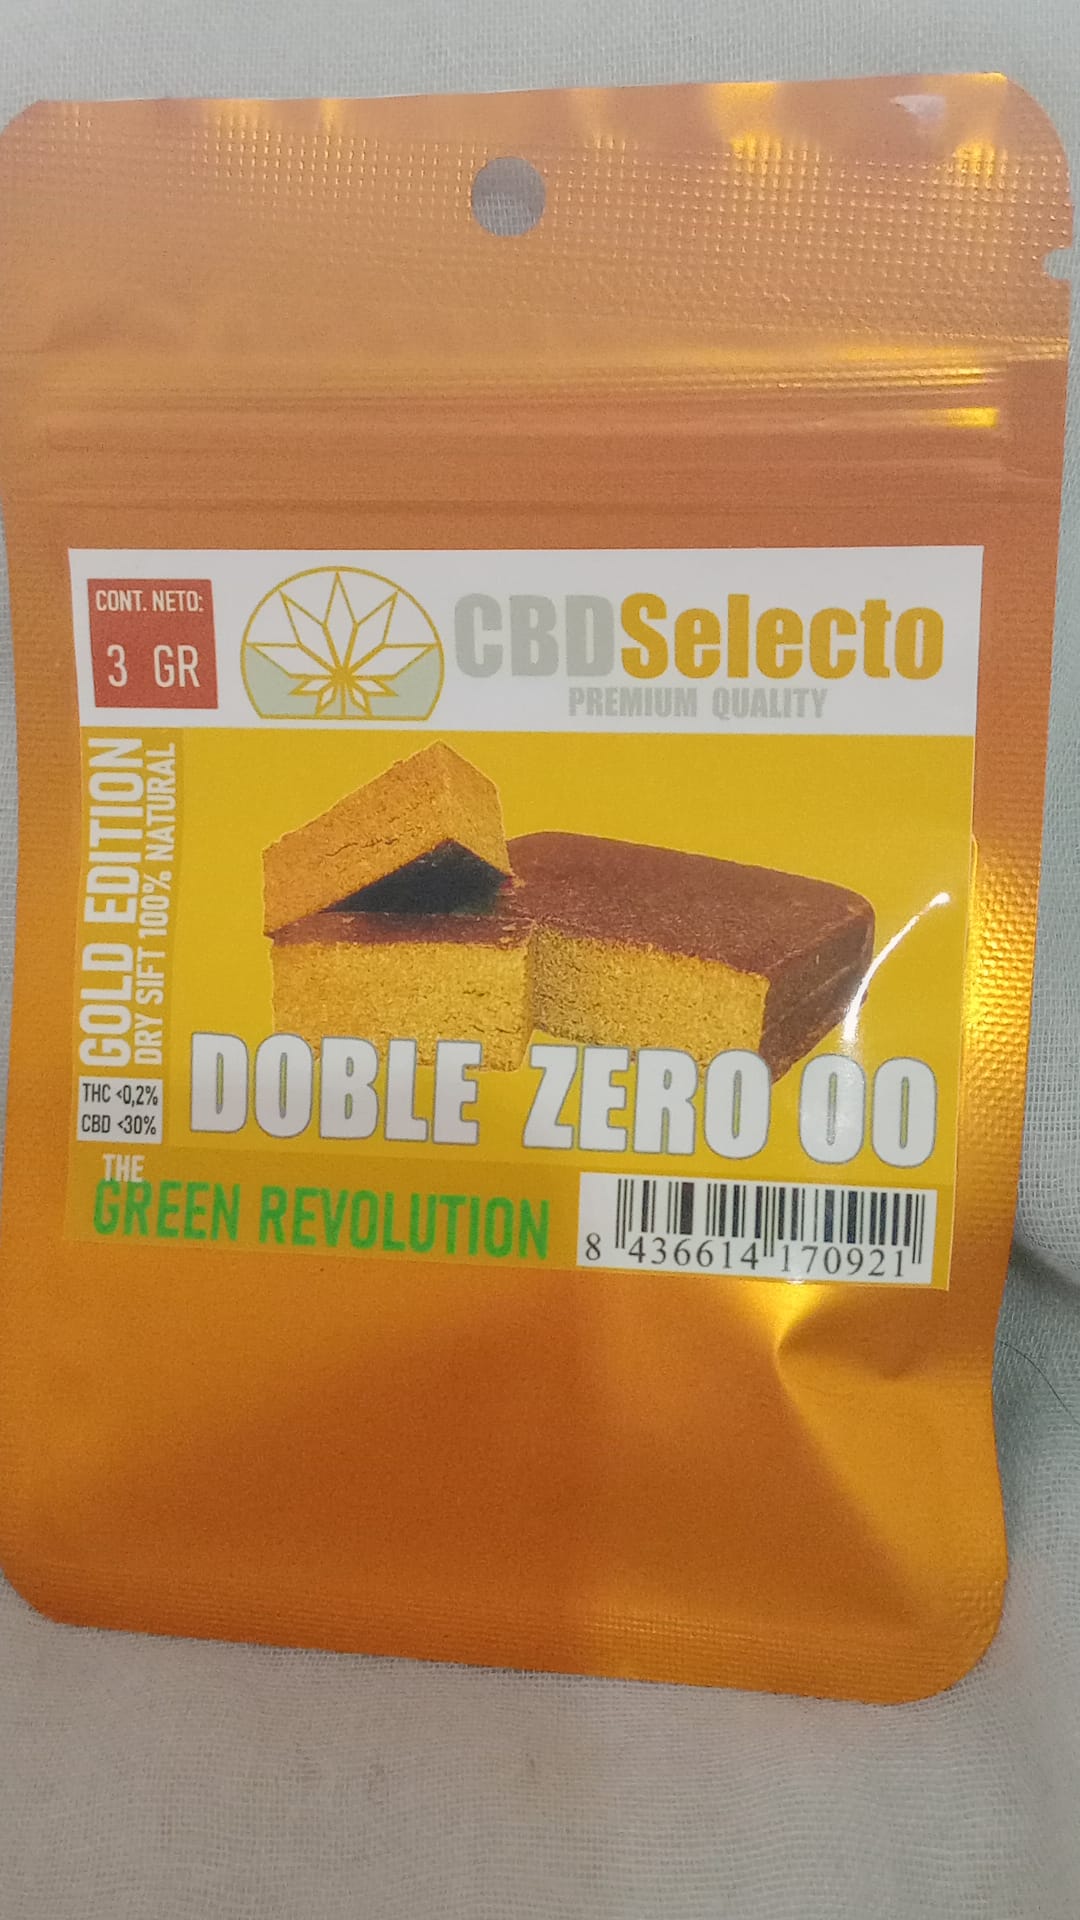 CONT. NETO:
3 GR
CBDSelecto
PREMIUM QUALITY
GOLD EDITION
DRY SIFT 100% NATURAL
THC <0,2%
CBD <30%
DOBLE ZERO 00
THE
GREEN REVOLUTION
8 436614 170921